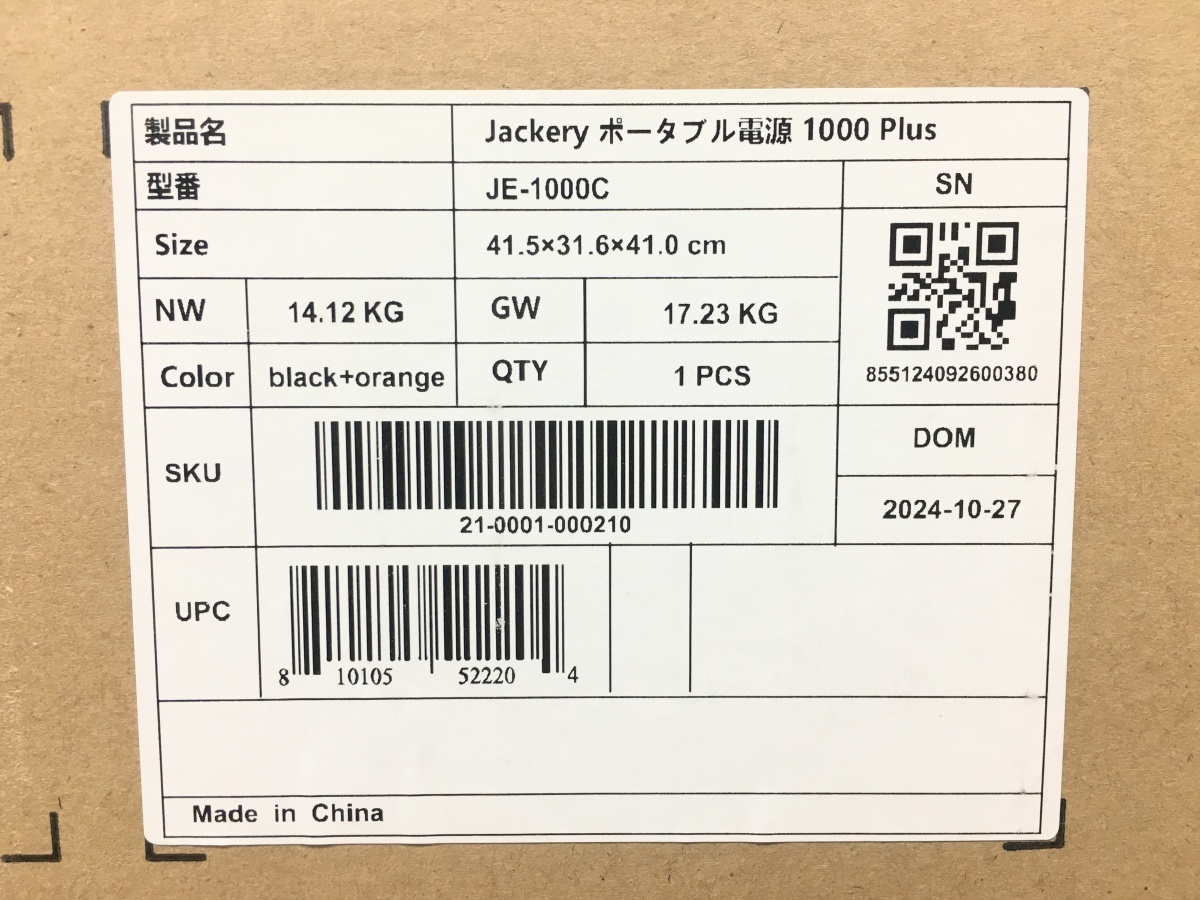 製品名 Jackery ポータブル電源 1000 Plus
型番 JE-1000C SN
Size 41.5×31.6×41.0 cm
NW 14.12 KG GW 17.23 KG
855124092600380
Color black+orange QTY 1 PCS
DOM
SKU
21-0001-000210
2024-10-27
UPC
8 10105 52220 4
Made in China